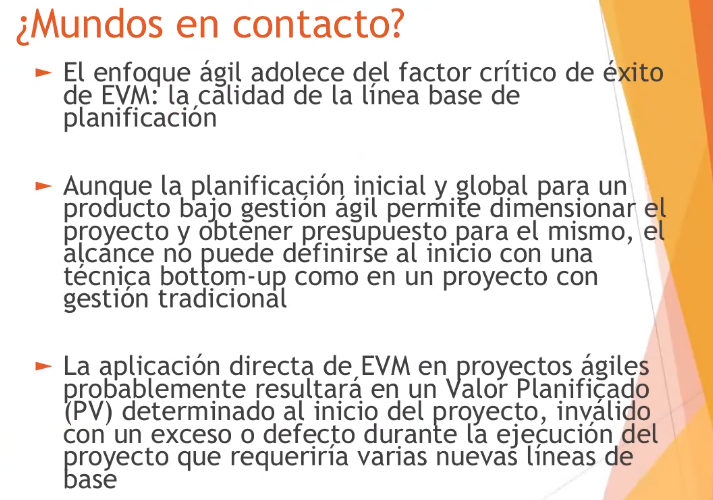 ¿Mundos en contacto?
► El enfoque ágil adolece del factor crítico de éxito
de EVM: la calidad de la línea base de
planificación
► Aunque la planificación inicial y global para un
producto bajo gestión ágil permite dimensionar el
proyecto y obtener presupuesto para el mismo, el
alcance no puede definirse al inicio con una
técnica bottom-up como en un proyecto con
gestión tradicional
► La aplicación directa de EVM en proyectos ágiles
probablemente resultará en un Valor Planificado
(PV) determinado al inicio del proyecto, inválido
con un exceso o defecto durante la ejecución del
proyecto que requeriría varias nuevas líneas de
base